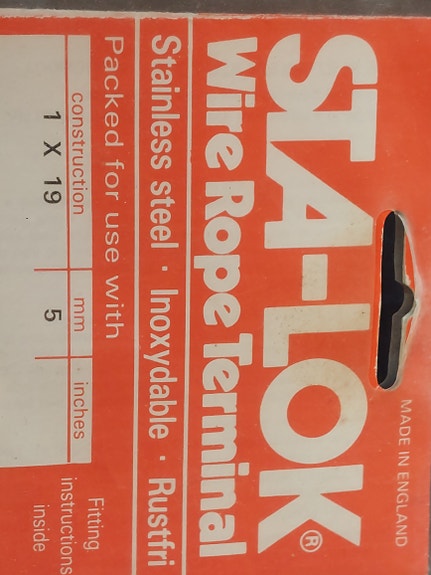 MADE IN ENGLAND
STA-LOK®
Wire Rope Terminal
Stainless steel · Inoxydable · Rustfri
Packed for use with
construction mm inches
1 X 19 5
Fitting
instructions
inside